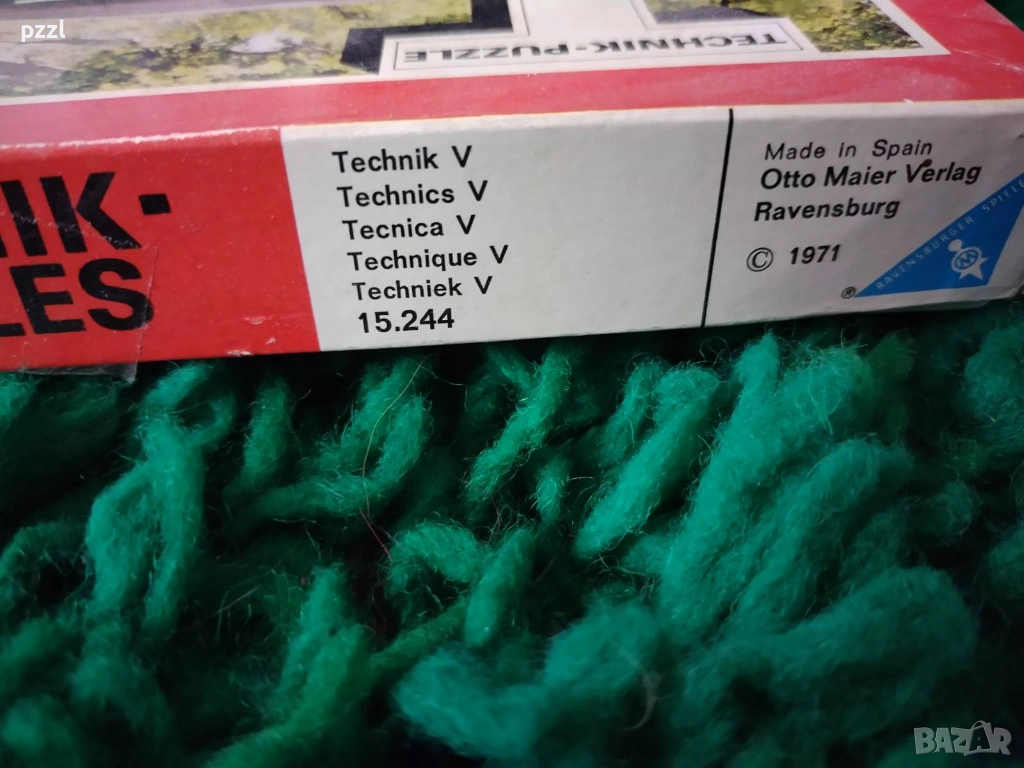 pzzl
TECHNIK-PUZZLE
IK-
LES
Technik V
Technics V
Tecnica V
Technique V
Techniek V
15.244
Made in Spain
Otto Maier Verlag
Ravensburg
© 1971
®
RAVENSBURGER SPIELE
BAZAR